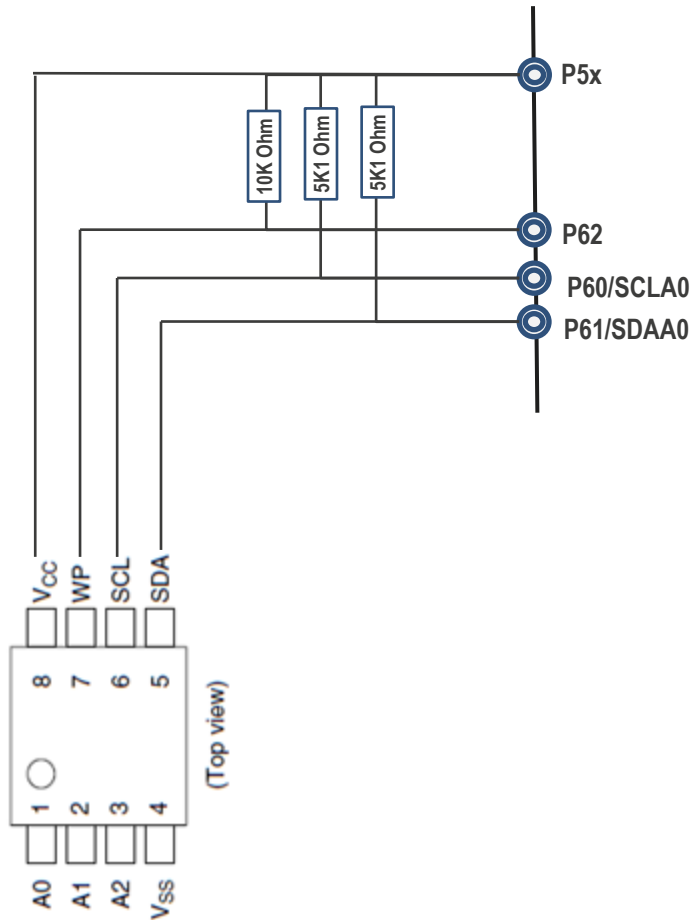 P5x
10K Ohm
5K1 Ohm
5K1 Ohm
P62
P60/SCLA0
P61/SDAA0
VCC
WP
SCL
SDA
8
7
6
5
1
2
3
4
(Top view)
A0
A1
A2
VSS